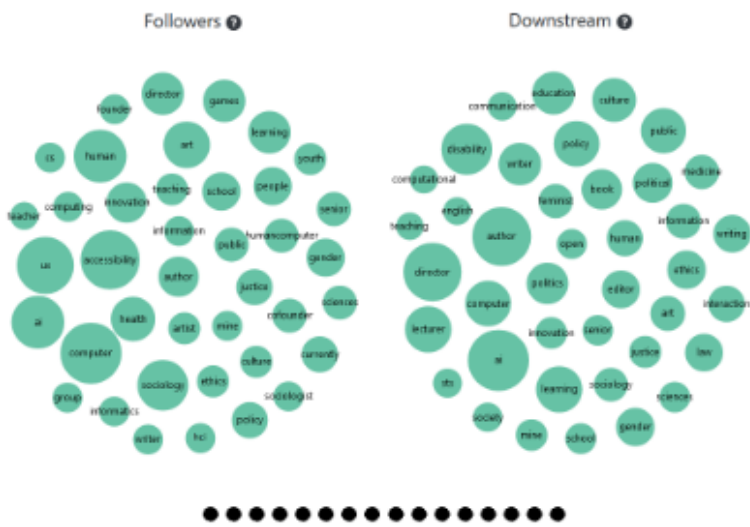 Followers ?
Downstream ?
director
games
founder
learning
art
human
cs
youth
teaching
school
people
computing
innovation
senior
teacher
information
public
humancomputer
gender
ux
accessibility
author
justice
sciences
ai
health
artist
mine
cofounder
computer
culture
currently
sociology
ethics
group
sociologist
informatics
policy
writer
hci
education
culture
communication
public
policy
disability
writer
medicine
computational
book
political
english
feminist
information
teaching
author
open
human
writing
director
politics
ethics
computer
editor
interaction
art
lecturer
innovation
senior
ai
justice
law
sts
learning
sociology
sciences
society
gender
mine
school